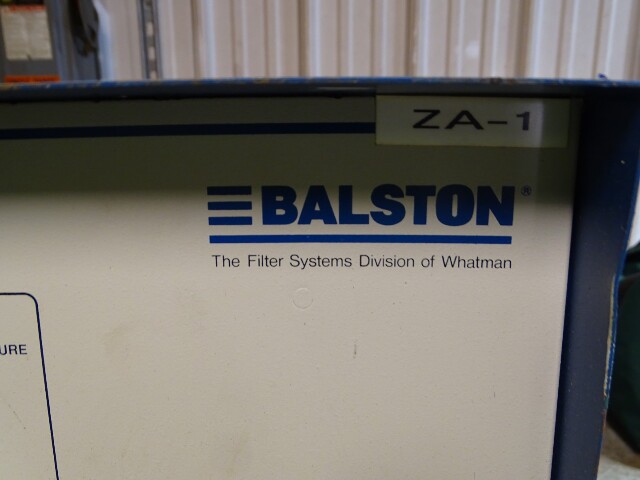 ZA-1
BALSTON®
The Filter Systems Division of Whatman
URE